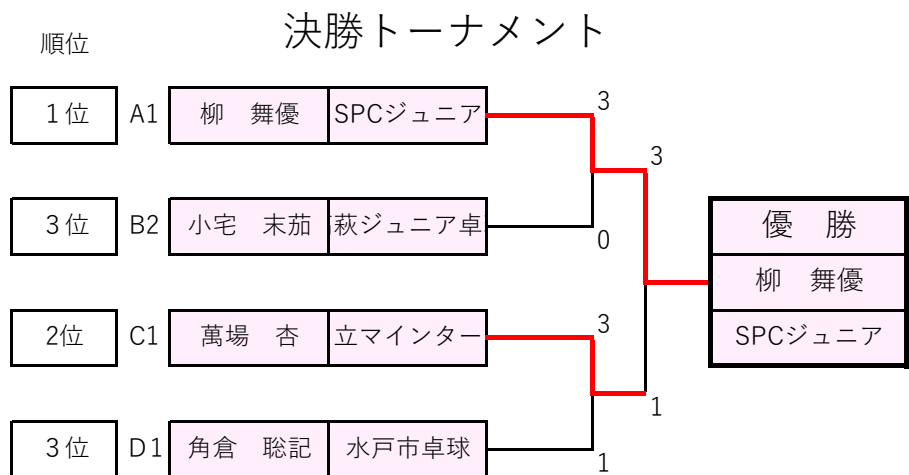 決勝トーナメント
順位
1位 A1 柳 舞優 SPCジュニア 3
3
3位 B2 小宅 末茄 萩ジュニア卓 0
優 勝
柳 舞優
SPCジュニア
2位 C1 萬場 杏 立マインター 3
1
3位 D1 角倉 聡記 水戸市卓球 1